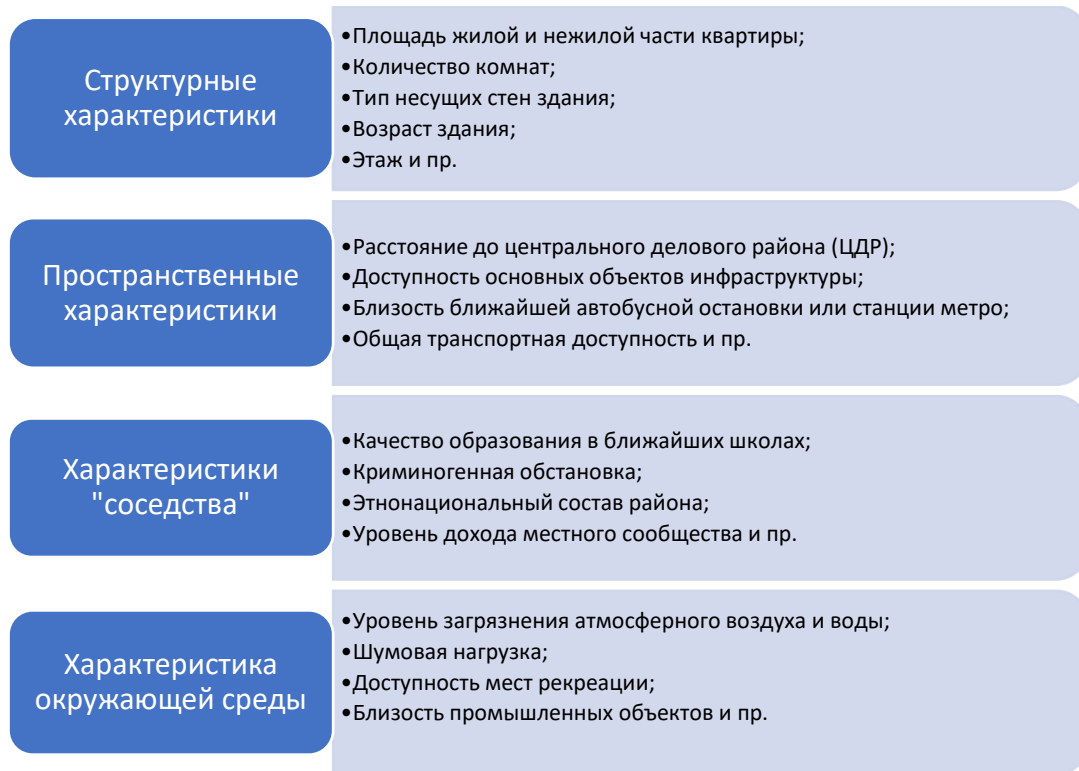 Структурные
характеристики
•Площадь жилой и нежилой части квартиры;
•Количество комнат;
•Тип несущих стен здания;
•Возраст здания;
•Этаж и пр.
Пространственные
характеристики
•Расстояние до центрального делового района (ЦДР);
•Доступность основных объектов инфраструктуры;
•Близость ближайшей автобусной остановки или станции метро;
•Общая транспортная доступность и пр.
Характеристики
"соседства"
•Качество образования в ближайших школах;
•Криминогенная обстановка;
•Этнонациональный состав района;
•Уровень дохода местного сообщества и пр.
Характеристика
окружающей среды
•Уровень загрязнения атмосферного воздуха и воды;
•Шумовая нагрузка;
•Доступность мест рекреации;
•Близость промышленных объектов и пр.